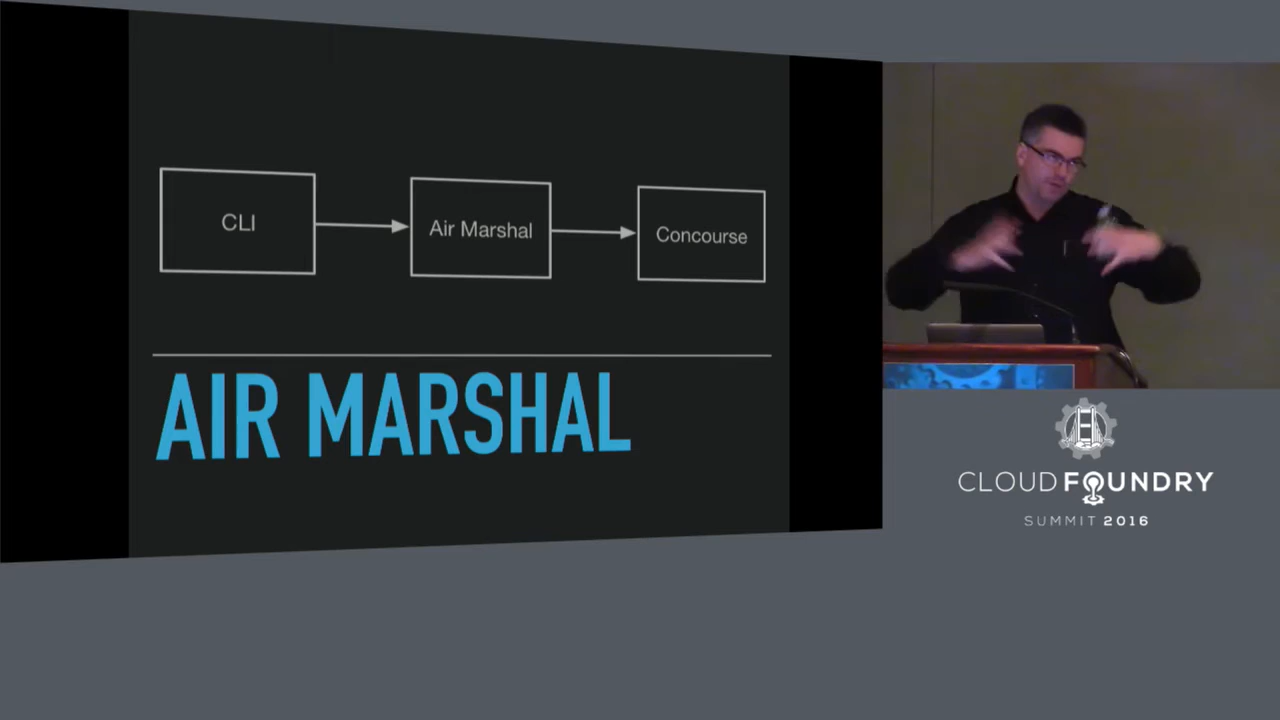 CLI
Air Marshal
Concourse
AIR MARSHAL
CLOUD FOUNDRY
SUMMIT 2016